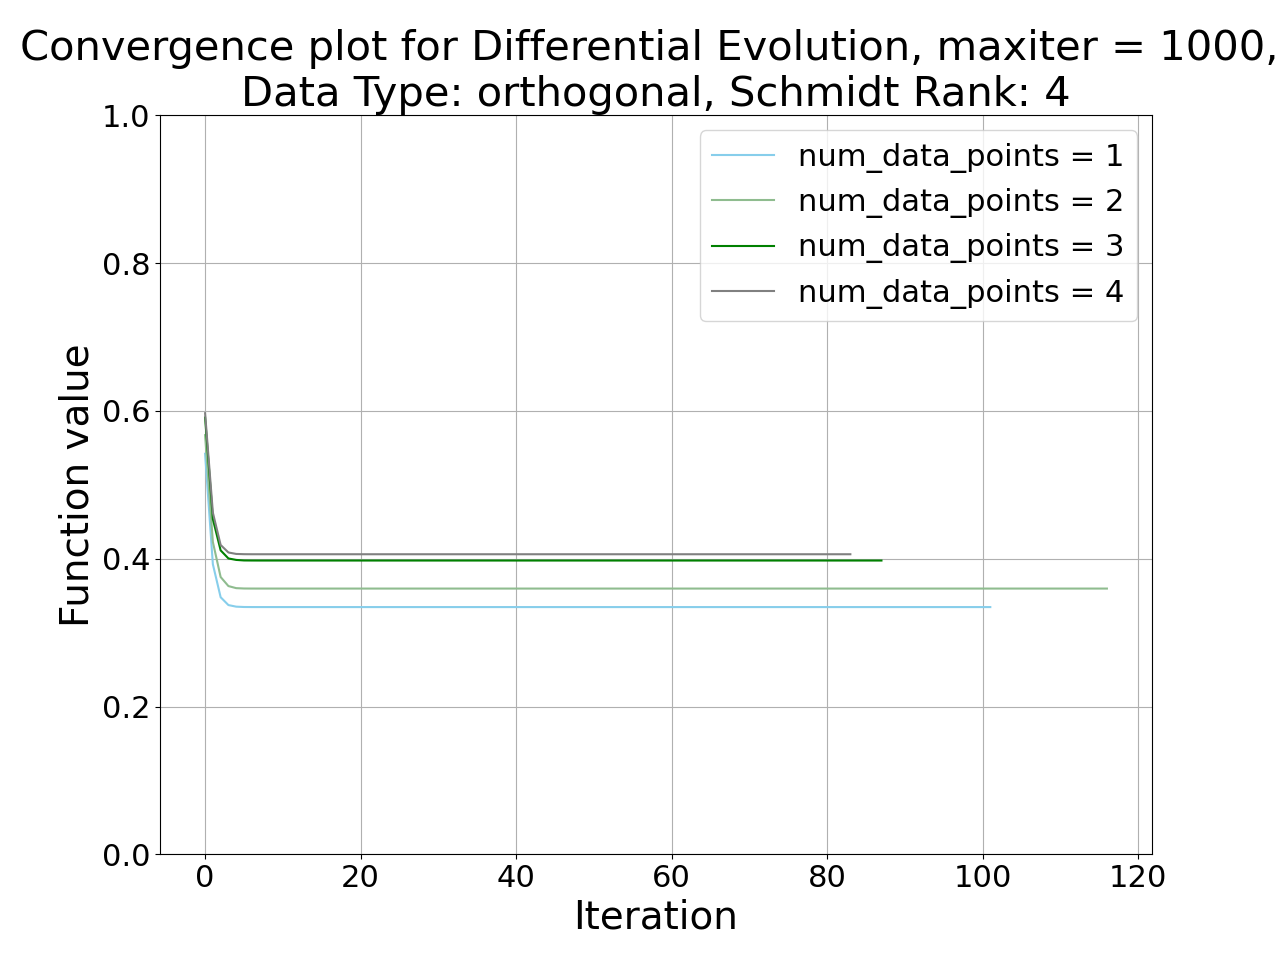 Convergence plot for Differential Evolution, maxiter = 1000,
Data Type: orthogonal, Schmidt Rank: 4
1.0
0.8
0.6
0.4
0.2
0.0
Function value
num_data_points = 1
num_data_points = 2
num_data_points = 3
num_data_points = 4
0 20 40 60 80 100 120
Iteration